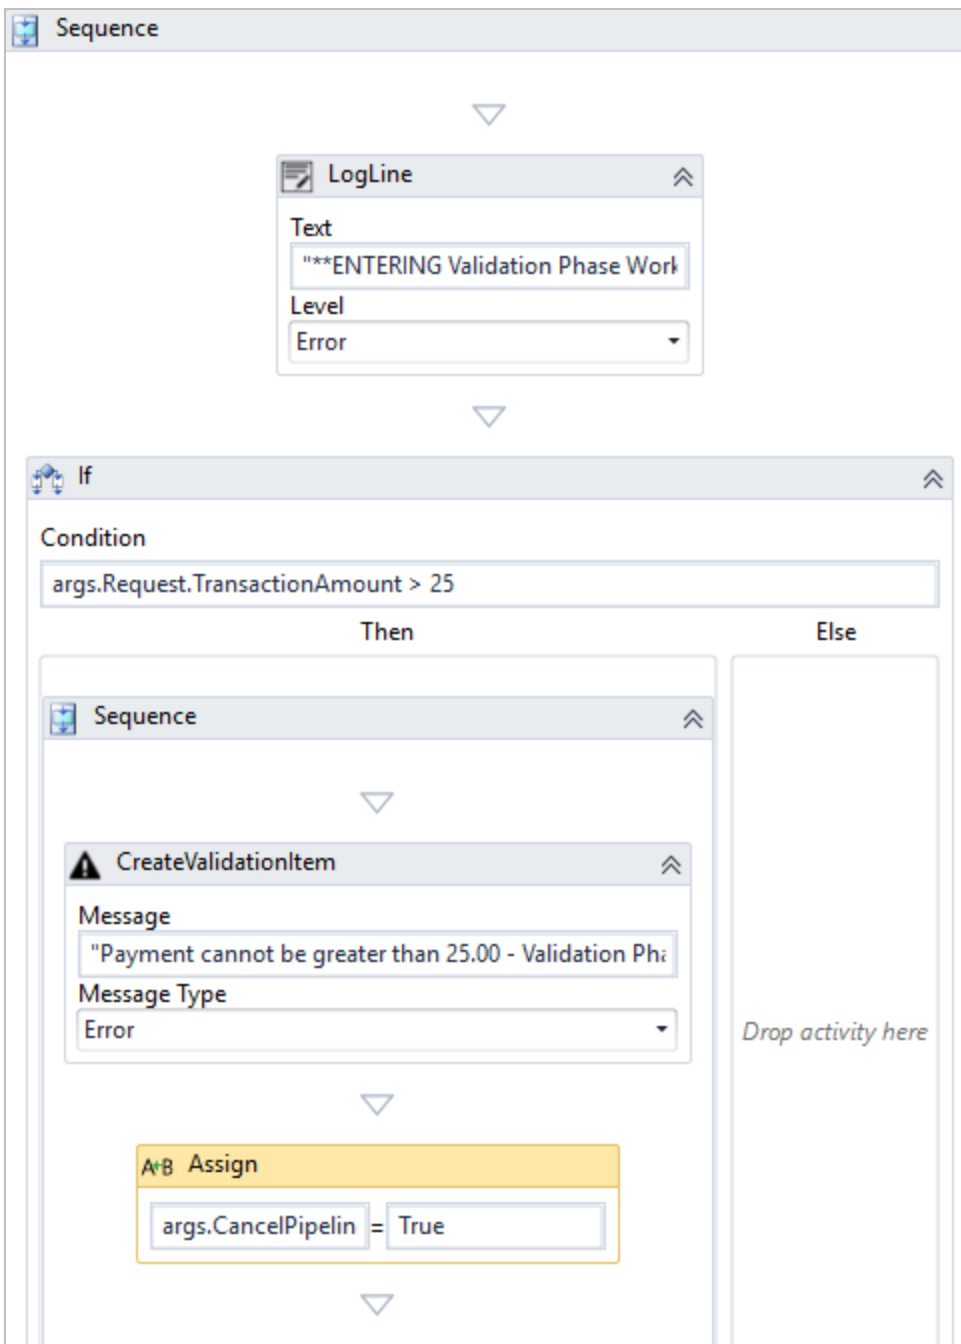 Sequence
LogLine
Text
"**ENTERING Validation Phase Work
Level
Error
If
Condition
args.Request.TransactionAmount > 25
Then
Else
Sequence
CreateValidationItem
Message
"Payment cannot be greater than 25.00 - Validation Pha
Message Type
Error
Drop activity here
A+B Assign
args.CancelPipelin = True